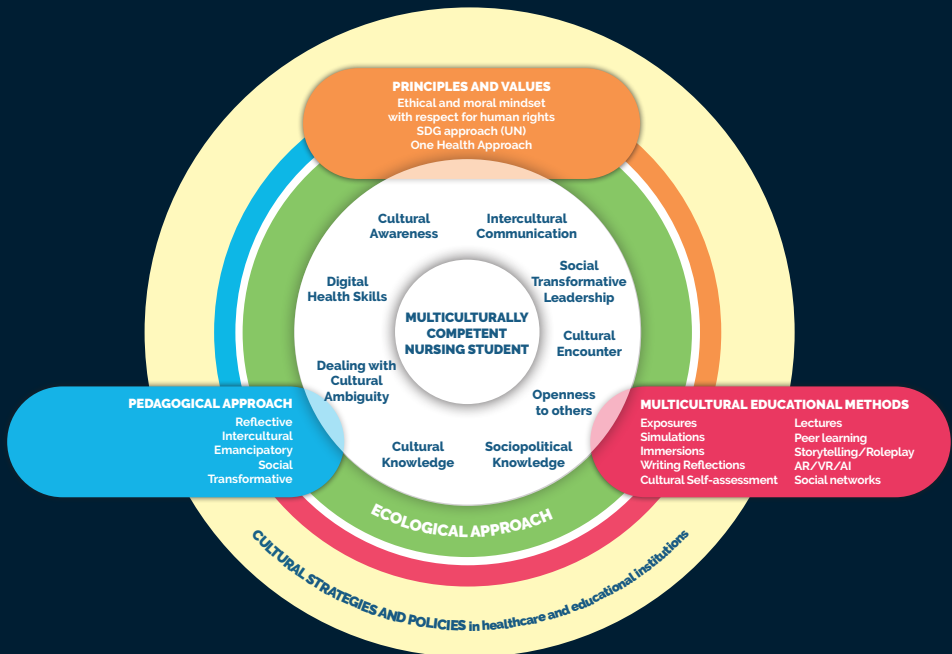 PRINCIPLES AND VALUES
Ethical and moral mindset
with respect for human rights
SDG approach (UN)
One Health Approach
Cultural
Awareness
Intercultural
Communication
Digital
Health Skills
Social
Transformative
Leadership
MULTICULTURALLY
COMPETENT
NURSING STUDENT
Cultural
Encounter
Dealing with
Cultural
Ambiguity
Openness
to others
Cultural
Knowledge
Sociopolitical
Knowledge
PEDAGOGICAL APPROACH
Reflective
Intercultural
Emancipatory
Social
Transformative
MULTICULTURAL EDUCATIONAL METHODS
Exposures
Simulations
Immersions
Writing Reflections
Cultural Self-assessment
Lectures
Peer learning
Storytelling/Roleplay
AR/VR/AI
Social networks
ECOLOGICAL APPROACH
CULTURAL STRATEGIES AND POLICIES in healthcare and educational institutions